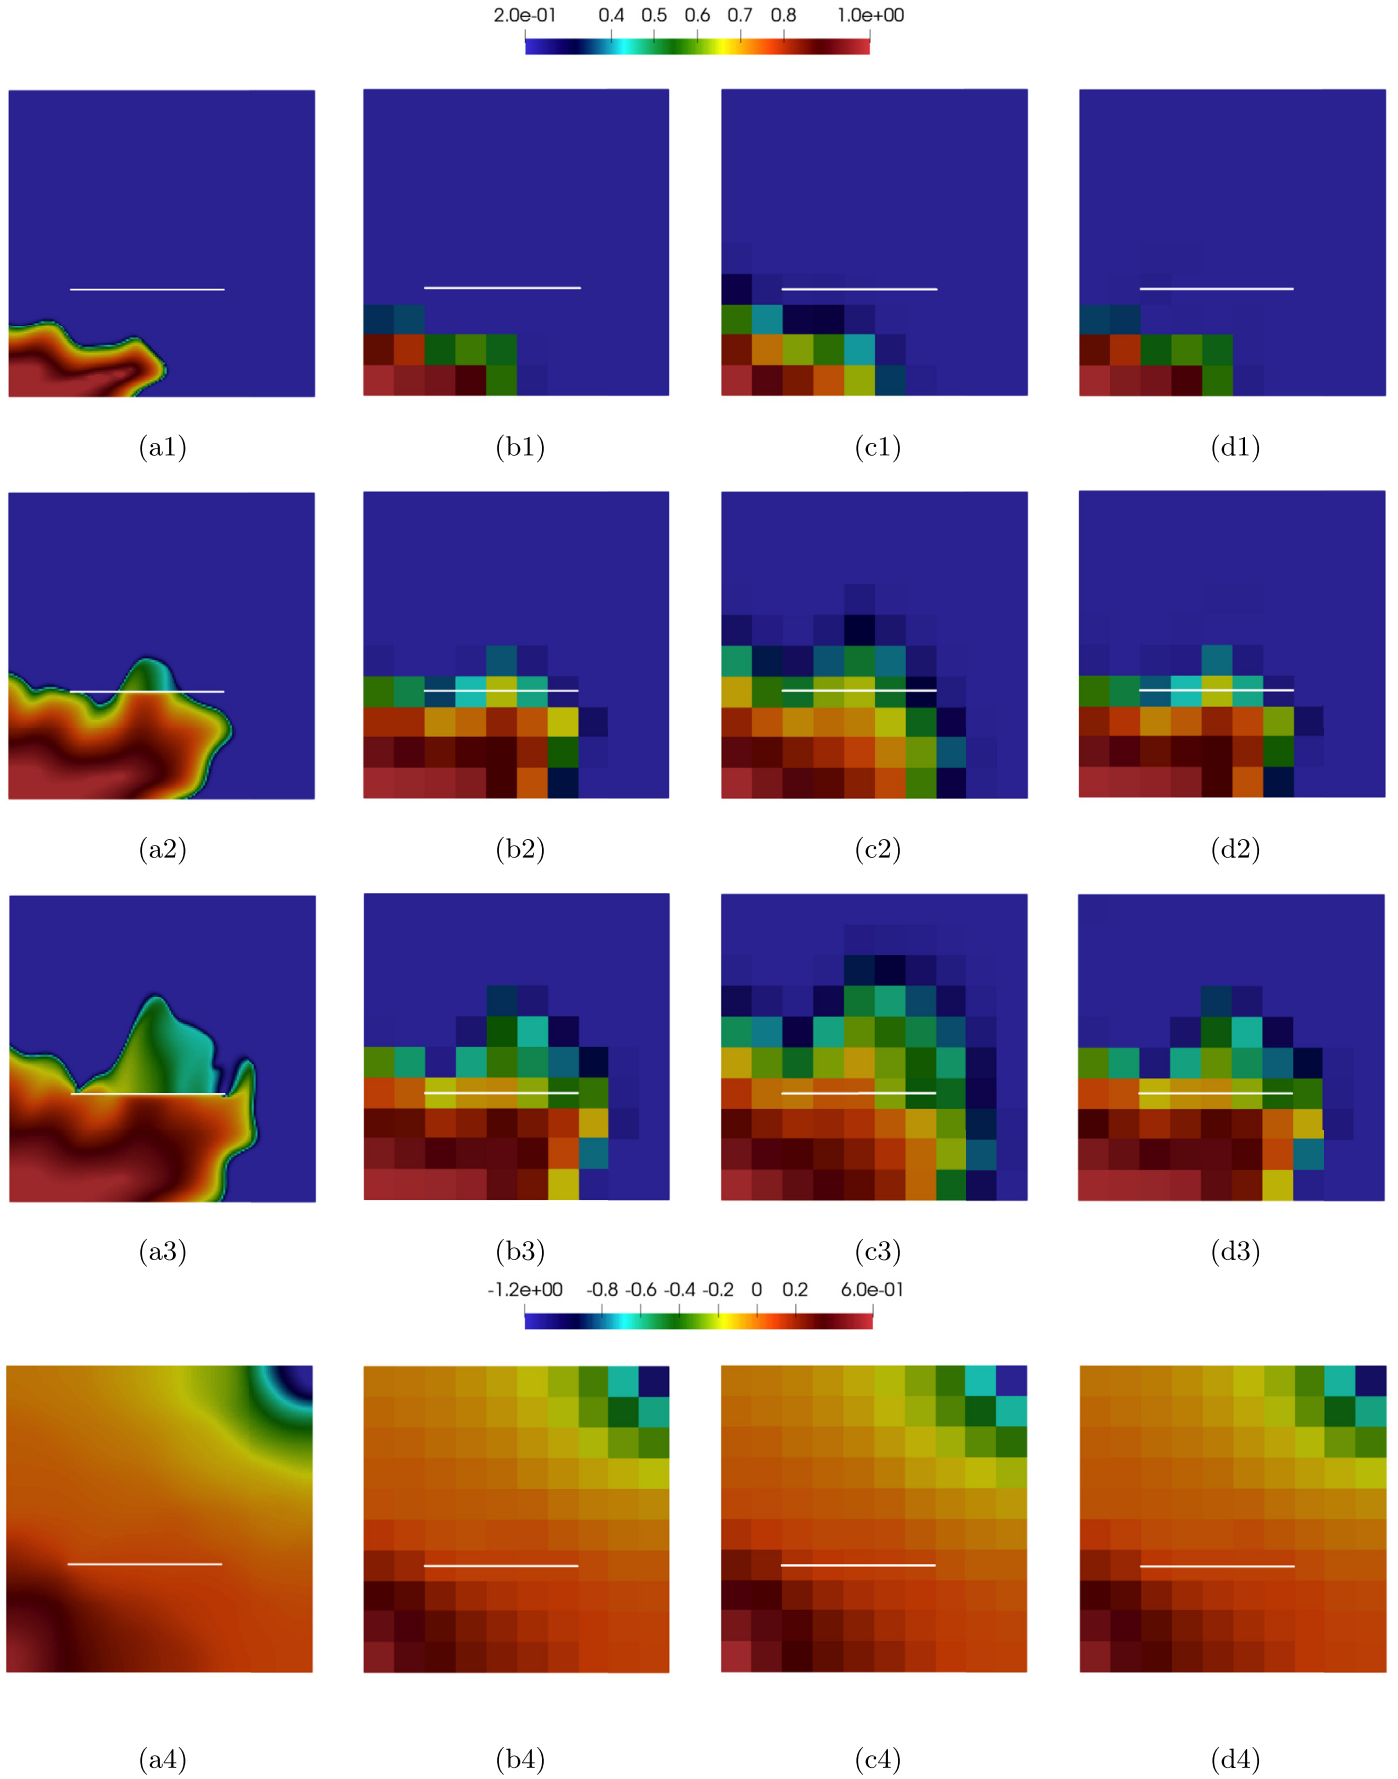 2.0e-01 0.4 0.5 0.6 0.7 0.8 1.0e+00
(a1) (b1) (c1) (d1)
(a2) (b2) (c2) (d2)
(a3) (b3) (c3) (d3)
-1.2e+00 -0.8 -0.6 -0.4 -0.2 0 0.2 6.0e-01
(a4) (b4) (c4) (d4)